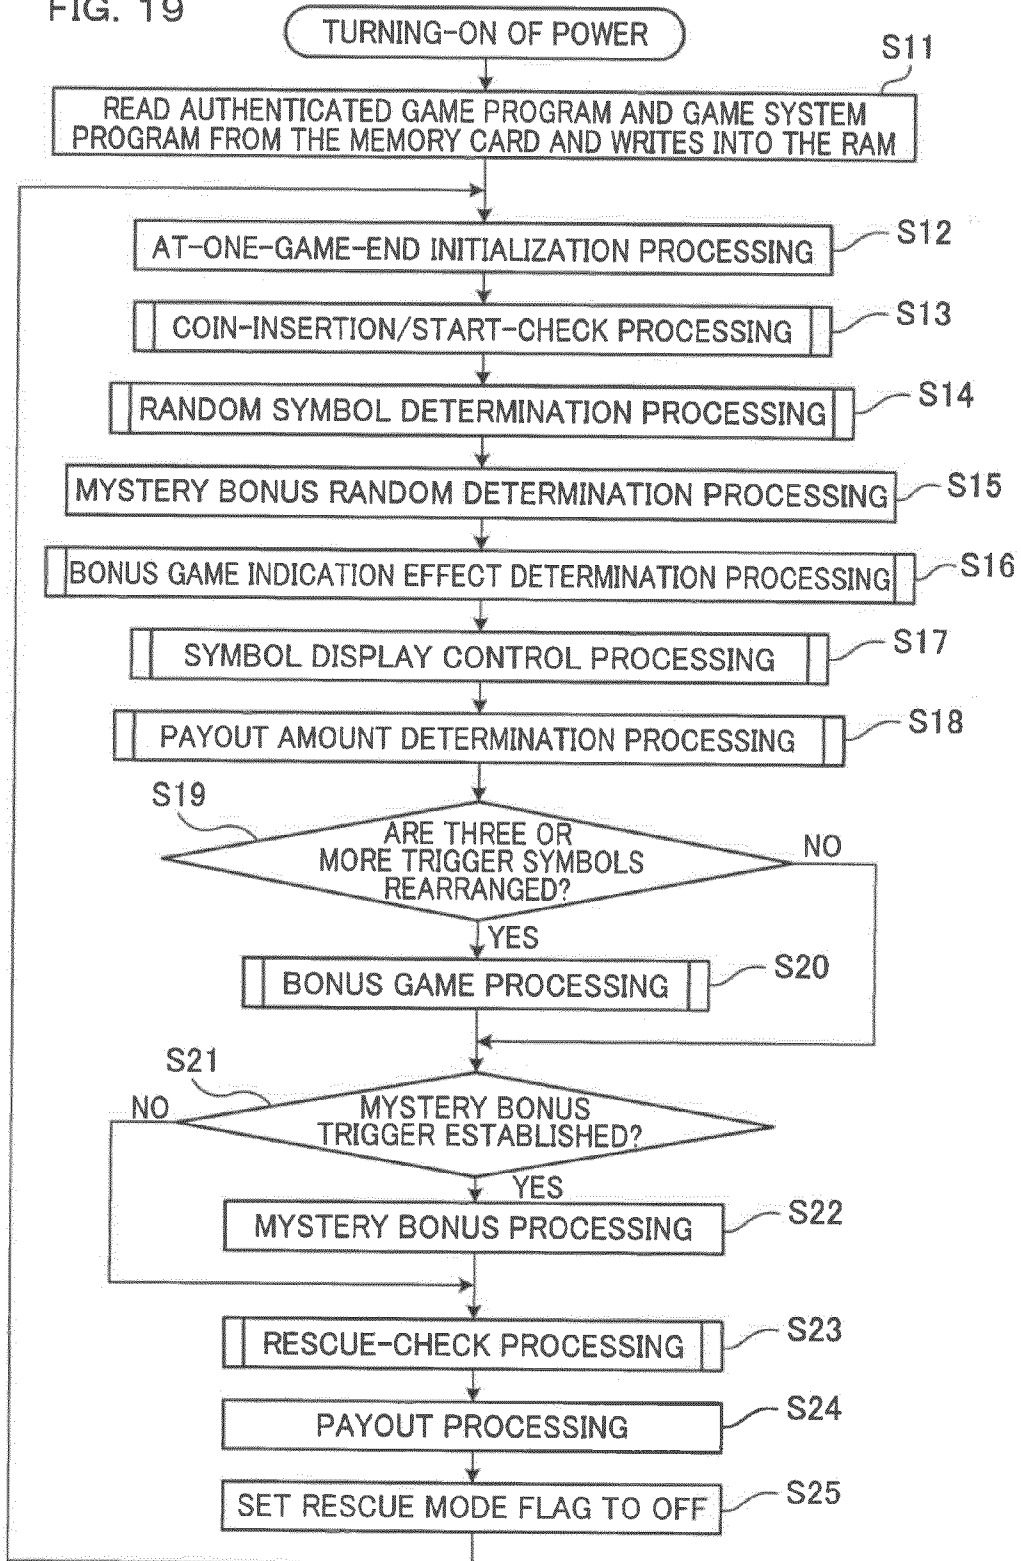 FIG. 19
TURNING-ON OF POWER
S11
READ AUTHENTICATED GAME PROGRAM AND GAME SYSTEM
PROGRAM FROM THE MEMORY CARD AND WRITES INTO THE RAM
S12
AT-ONE-GAME-END INITIALIZATION PROCESSING
S13
COIN-INSERTION/START-CHECK PROCESSING
S14
RANDOM SYMBOL DETERMINATION PROCESSING
S15
MYSTERY BONUS RANDOM DETERMINATION PROCESSING
S16
BONUS GAME INDICATION EFFECT DETERMINATION PROCESSING
S17
SYMBOL DISPLAY CONTROL PROCESSING
S18
PAYOUT AMOUNT DETERMINATION PROCESSING
S19
ARE THREE OR
MORE TRIGGER SYMBOLS
REARRANGED?
NO
YES
S20
BONUS GAME PROCESSING
S21
NO
MYSTERY BONUS
TRIGGER ESTABLISHED?
YES
S22
MYSTERY BONUS PROCESSING
S23
RESCUE-CHECK PROCESSING
S24
PAYOUT PROCESSING
S25
SET RESCUE MODE FLAG TO OFF